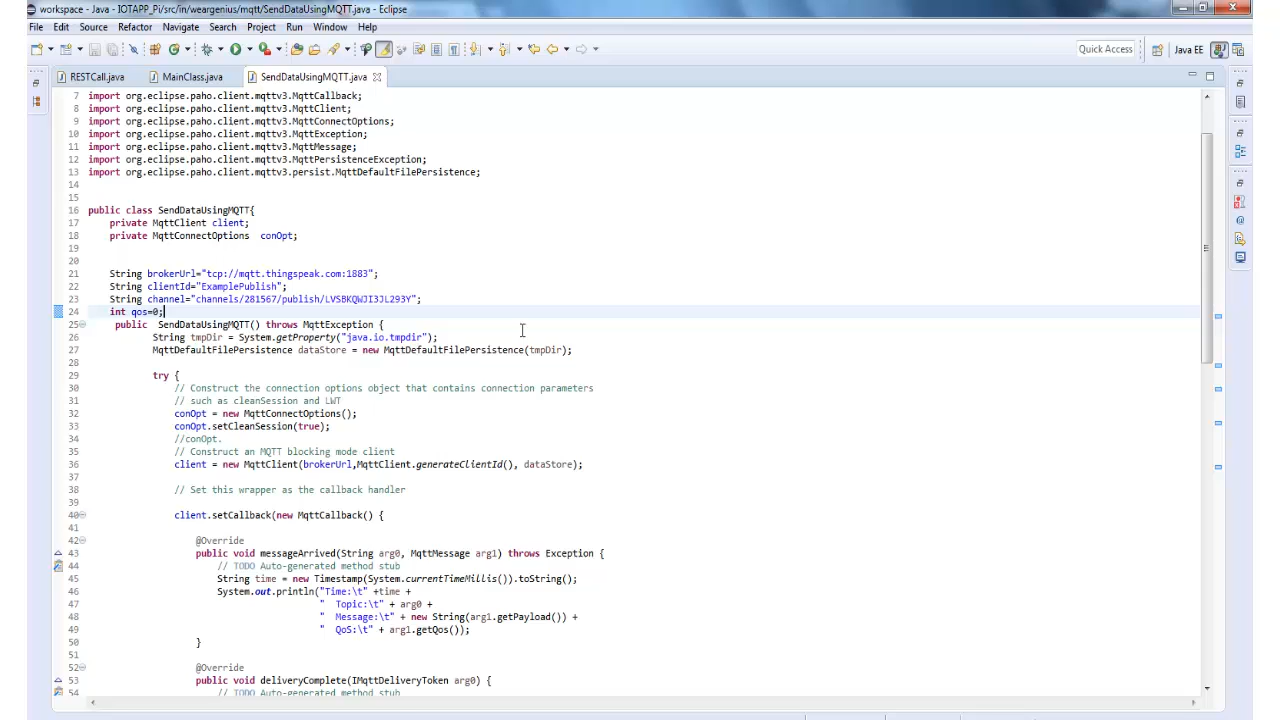 workspace - Java - IOTAPP_Pi/src/in/weargenius/mqtt/SendDataUsingMQTT.java - Eclipse
File Edit Source Refactor Navigate Search Project Run Window Help
Quick Access Java EE
RESTCall.java MainClass.java SendDataUsingMQTT.java
7 import org.eclipse.paho.client.mqttv3.MqttCallback;
8 import org.eclipse.paho.client.mqttv3.MqttClient;
9 import org.eclipse.paho.client.mqttv3.MqttConnectOptions;
10 import org.eclipse.paho.client.mqttv3.MqttException;
11 import org.eclipse.paho.client.mqttv3.MqttMessage;
12 import org.eclipse.paho.client.mqttv3.MqttPersistenceException;
13 import org.eclipse.paho.client.mqttv3.persist.MqttDefaultFilePersistence;
14
15
16 public class SendDataUsingMQTT{
17 private MqttClient client;
18 private MqttConnectOptions conOpt;
19
20
21 String brokerUrl="tcp://mqtt.thingspeak.com:1883";
22 String clientId="ExamplePublish";
23 String channel="channels/281567/publish/LVSBKQWJI3JL293Y";
24 int qos=0;
25 public SendDataUsingMQTT() throws MqttException {
26 String tmpDir = System.getProperty("java.io.tmpdir");
27 MqttDefaultFilePersistence dataStore = new MqttDefaultFilePersistence(tmpDir);
28
29 try {
30 // Construct the connection options object that contains connection parameters
31 // such as cleanSession and LWT
32 conOpt = new MqttConnectOptions();
33 conOpt.setCleanSession(true);
34 //conOpt.
35 // Construct an MQTT blocking mode client
36 client = new MqttClient(brokerUrl,MqttClient.generateClientId(), dataStore);
37
38 // Set this wrapper as the callback handler
39
40 client.setCallback(new MqttCallback() {
41
42 @Override
43 public void messageArrived(String arg0, MqttMessage arg1) throws Exception {
44 // TODO Auto-generated method stub
45 String time = new Timestamp(System.currentTimeMillis()).toString();
46 System.out.println("Time:\t" +time +
47 " Topic:\t" + arg0 +
48 " Message:\t" + new String(arg1.getPayload()) +
49 " QoS:\t" + arg1.getQos());
50 }
51
52 @Override
53 public void deliveryComplete(IMqttDeliveryToken arg0) {
54 // TODO Auto-generated method stub